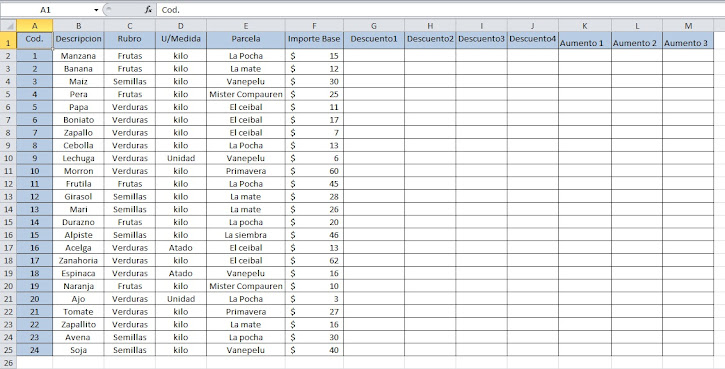 A1 fx Cod.
A B C D E F G H I J K L M
1 Cod. Descripcion Rubro U/Medida Parcela Importe Base Descuento1 Descuento2 Descuento3 Descuento4 Aumento 1 Aumento 2 Aumento 3
2 1 Manzana Frutas kilo La Pocha $ 15
3 2 Banana Frutas kilo La mate $ 12
4 3 Maiz Semillas kilo Vanepelu $ 30
5 4 Pera Frutas kilo Mister Compauren $ 25
6 5 Papa Verduras kilo El ceibal $ 11
7 6 Boniato Verduras kilo El ceibal $ 17
8 7 Zapallo Verduras kilo El ceibal $ 7
9 8 Cebolla Verduras kilo La Pocha $ 13
10 9 Lechuga Verduras Unidad Vanepelu $ 6
11 10 Morron Verduras kilo Primavera $ 60
12 11 Frutila Frutas kilo La Pocha $ 45
13 12 Girasol Semillas kilo La mate $ 28
14 13 Mari Semillas kilo La mate $ 26
15 14 Durazno Frutas kilo La pocha $ 20
16 15 Alpiste Semillas kilo La siembra $ 46
17 16 Acelga Verduras Atado El ceibal $ 13
18 17 Zanahoria Verduras kilo El ceibal $ 62
19 18 Espinaca Verduras Atado Vanepelu $ 16
20 19 Naranja Frutas kilo Mister Compauren $ 10
21 20 Ajo Verduras Unidad La Pocha $ 3
22 21 Tomate Verduras kilo Primavera $ 27
23 22 Zapallito Verduras kilo La mate $ 16
24 23 Avena Semillas kilo La pocha $ 30
25 24 Soja Semillas kilo Vanepelu $ 40
26